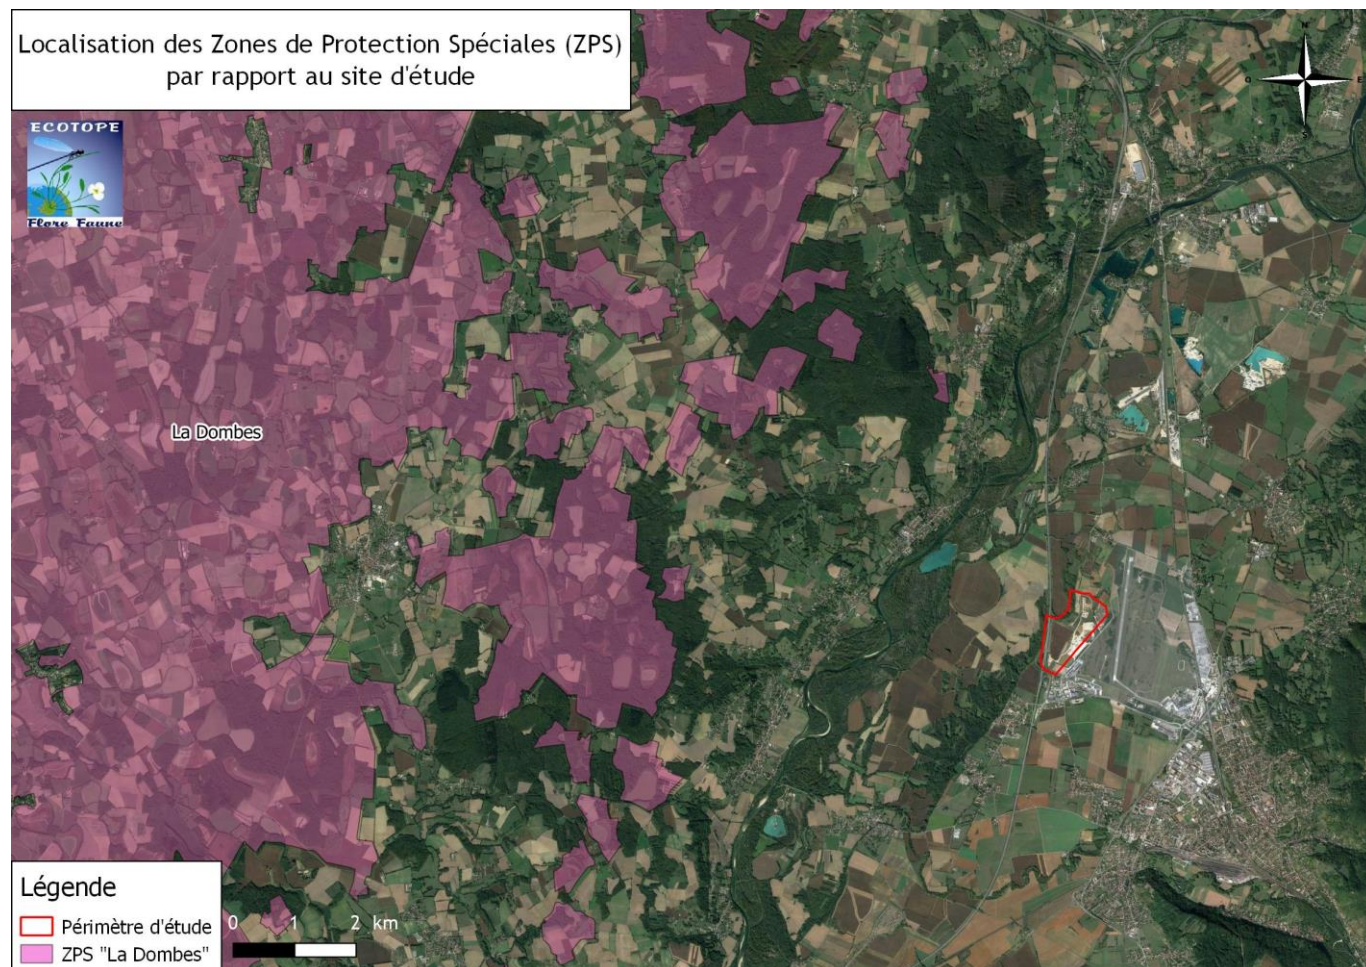 Localisation des Zones de Protection Spéciales (ZPS)
par rapport au site d'étude
ECOTOPE
Flore Faune
N
O
E
S
La Dombes
Légende
Périmètre d'étude
ZPS "La Dombes"
0 1 2 km